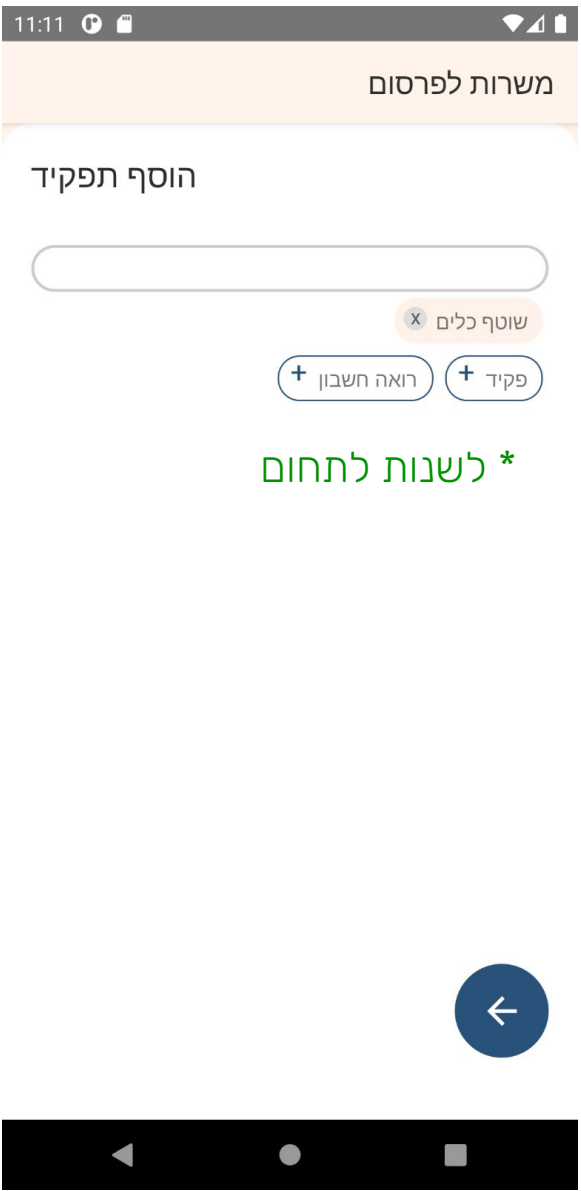 11:11
משרות לפרסום
הוסף תפקיד
שוטף כלים x
פקיד + רואה חשבון +
* לשנות לתחום